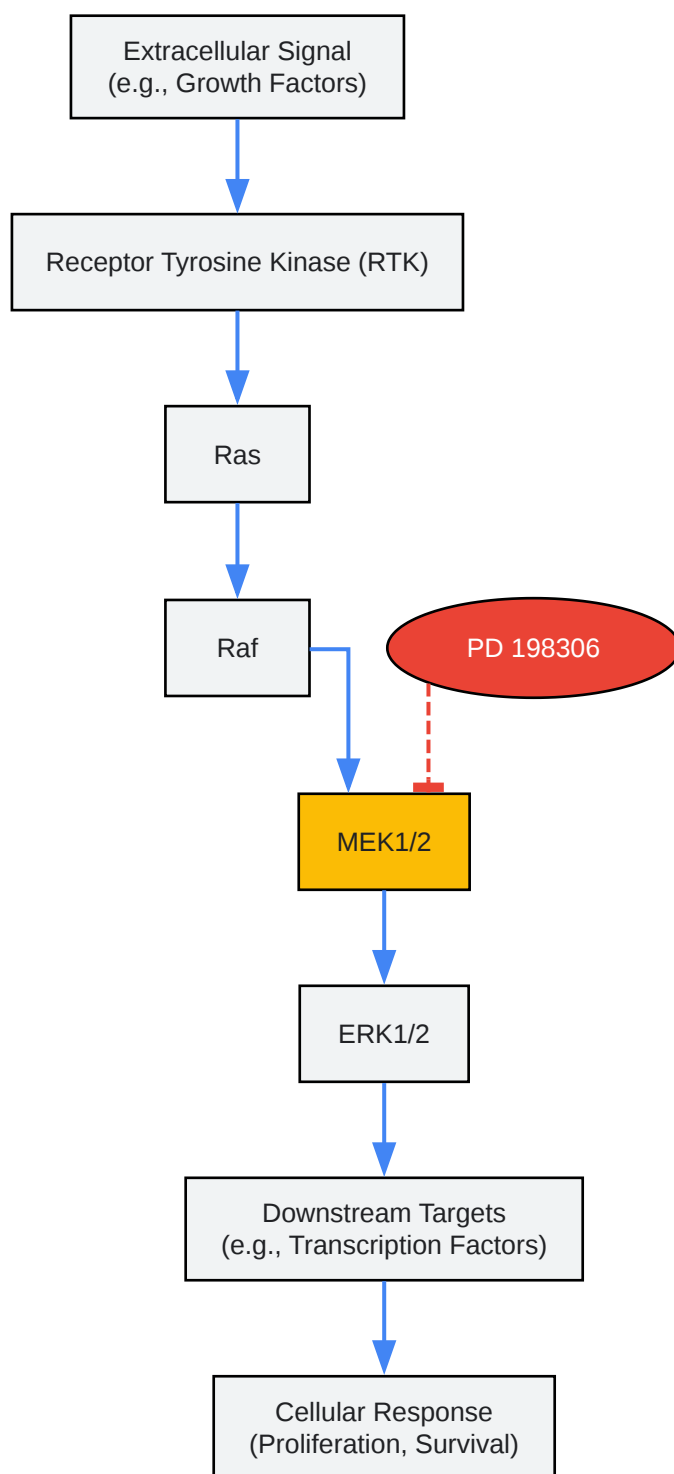 Extracellular Signal
(e.g., Growth Factors)
Receptor Tyrosine Kinase (RTK)
Ras
Raf
PD 198306
MEK1/2
ERK1/2
Downstream Targets
(e.g., Transcription Factors)
Cellular Response
(Proliferation, Survival)